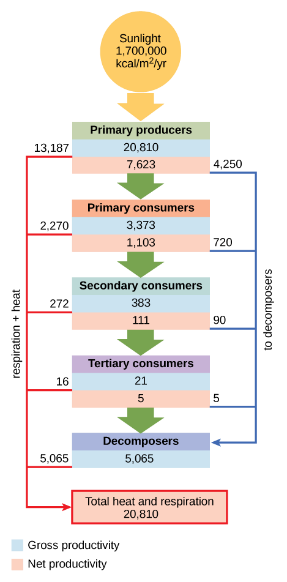 Sunlight
1,700,000
kcal/m²/yr
Primary producers
13,187
20,810
7,623
4,250
Primary consumers
2,270
3,373
1,103
720
Secondary consumers
272
383
111
90
Tertiary consumers
16
21
5
5
Decomposers
5,065
5,065
respiration + heat
to decomposers
Total heat and respiration
20,810
Gross productivity
Net productivity